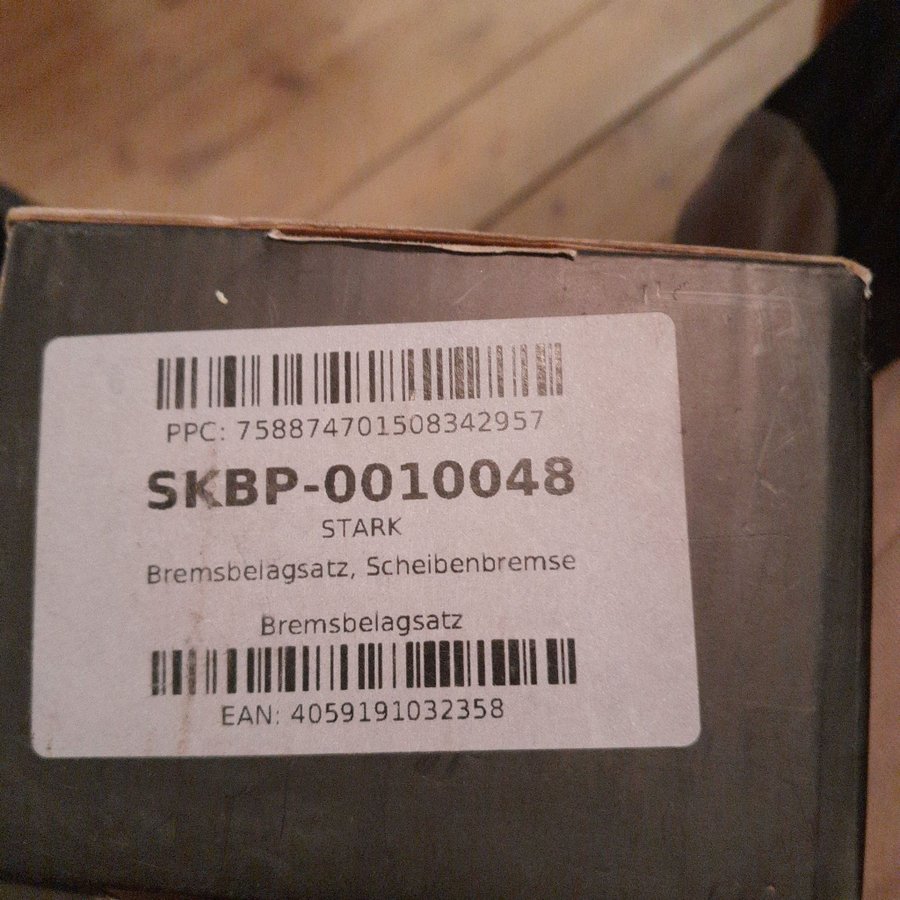 PPC: 758874701508342957
SKBP-0010048
STARK
Bremsbelagsatz, Scheibenbremse
Bremsbelagsatz
EAN: 4059191032358